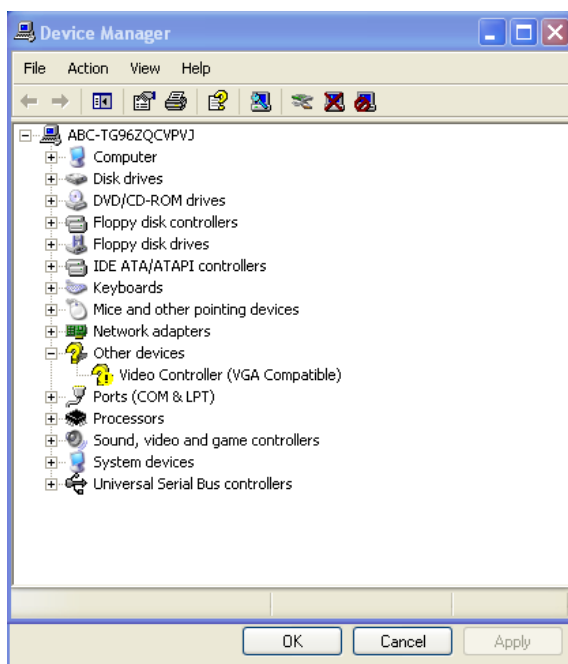 Device Manager
File Action View Help
ABC-TG96ZQCVPVJ
Computer
Disk drives
DVD/CD-ROM drives
Floppy disk controllers
Floppy disk drives
IDE ATA/ATAPI controllers
Keyboards
Mice and other pointing devices
Network adapters
Other devices
Video Controller (VGA Compatible)
Ports (COM & LPT)
Processors
Sound, video and game controllers
System devices
Universal Serial Bus controllers
OK Cancel Apply